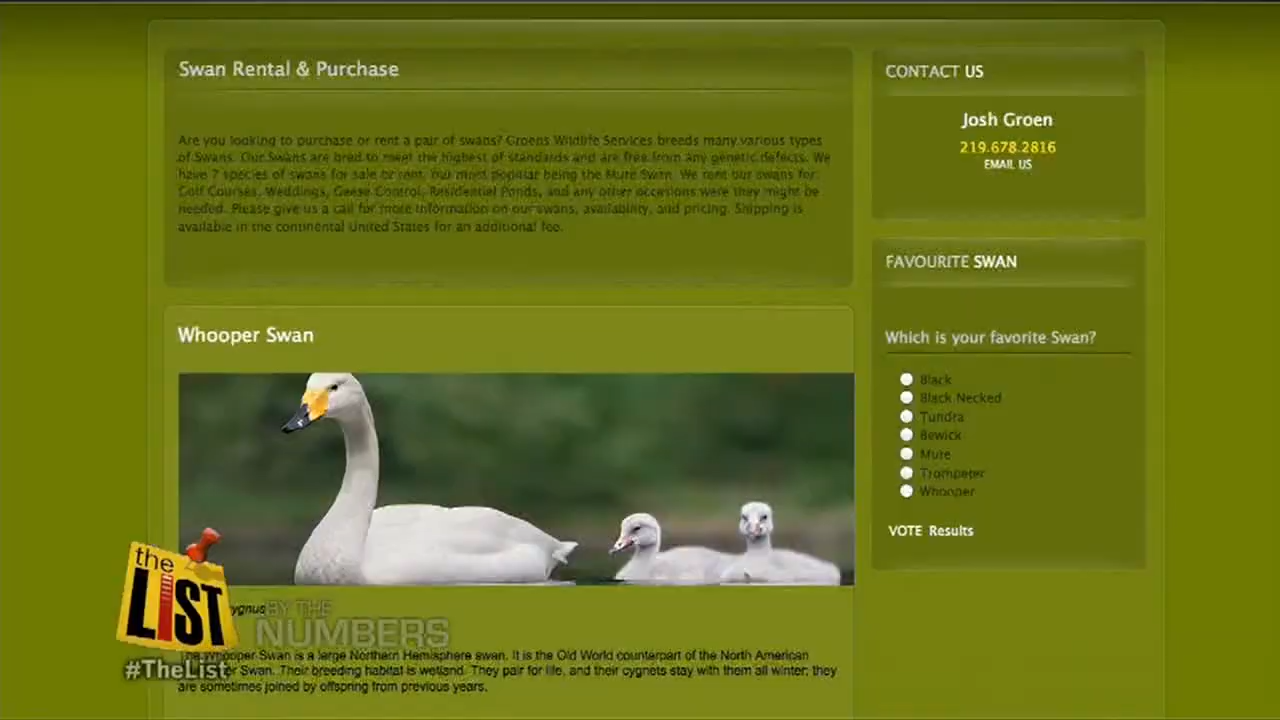 Swan Rental & Purchase
Are you looking to purchase or rent a pair of swans? Groens Wildlife Services breeds many various types
of Swans. Our Swans are bred to meet the highest of standards and are free from any genetic defects. We
have 7 species of swans for sale or rent, our most popular being the Mute Swan. We rent our swans for
Golf Courses, Weddings, Geese Control, Residential Ponds, and any other occasions were they might be
needed. Please give us a call for more information on our swans, availability, and pricing. Shipping is
available in the continental United States for an additional fee.
Whooper Swan
ygnus
The Whooper Swan is a large Northern Hemisphere swan. It is the Old World counterpart of the North American
er Swan. Their breeding habitat is wetland. They pair for life, and their cygnets stay with them all winter; they
are sometimes joined by offspring from previous years.
CONTACT US
Josh Groen
219.678.2816
EMAIL US
FAVOURITE SWAN
Which is your favorite Swan?
Black
Black Necked
Tundra
Bewick
Mute
Trompeter
Whooper
VOTE Results
the
LIST
BY THE
NUMBERS
#TheList